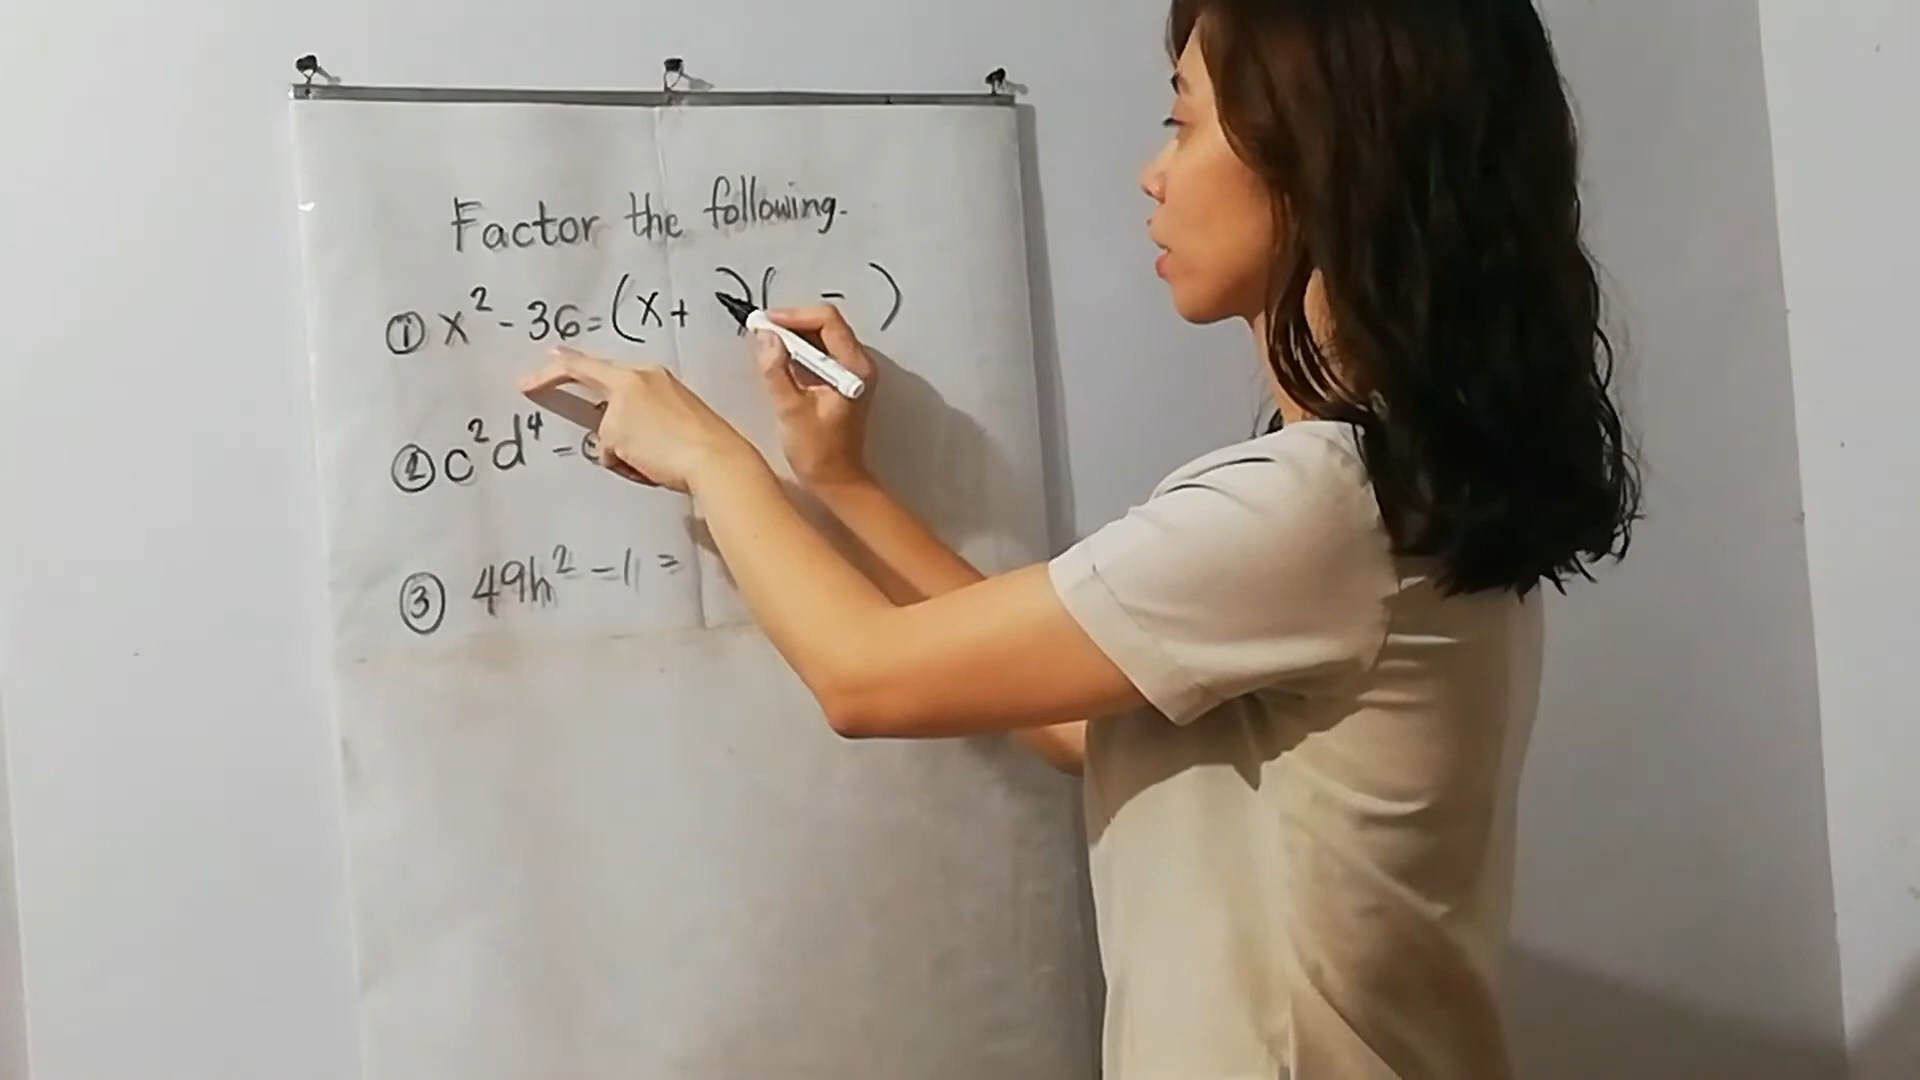 Factor the following.
① x² - 36 = (x + )( - )
② c²d⁴ -
③ 49h² - 1 =